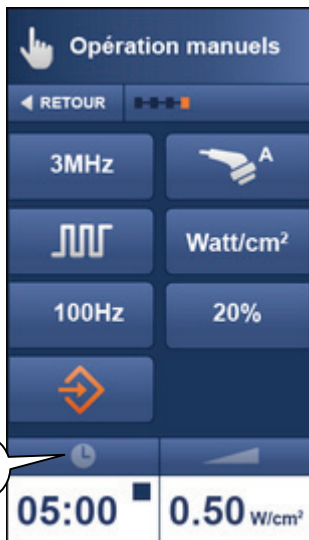 Opération manuels
RETOUR
3MHz
A
Watt/cm²
100Hz
20%
05:00
0.50 W/cm²